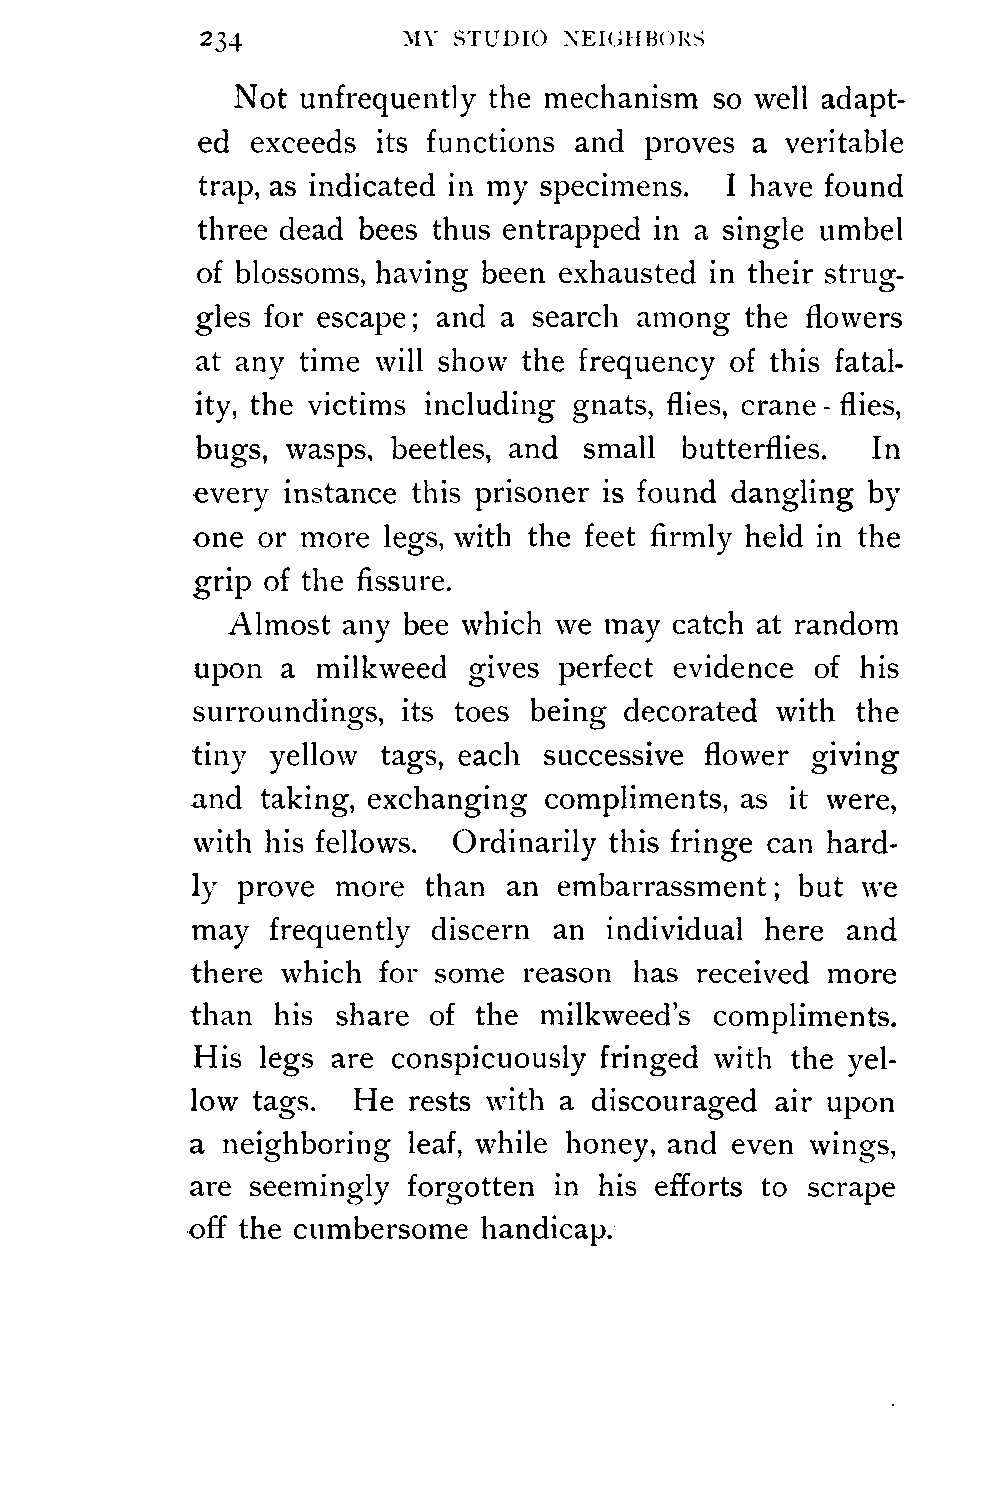 234 MY STUDIO NEIGHBORS
Not unfrequently the mechanism so well adapt-
ed exceeds its functions and proves a veritable
trap, as indicated in my specimens. I have found
three dead bees thus entrapped in a single umbel
of blossoms, having been exhausted in their strug-
gles for escape; and a search among the flowers
at any time will show the frequency of this fatal-
ity, the victims including gnats, flies, crane-flies,
bugs, wasps, beetles, and small butterflies. In
every instance this prisoner is found dangling by
one or more legs, with the feet firmly held in the
grip of the fissure.
Almost any bee which we may catch at random
upon a milkweed gives perfect evidence of his
surroundings, its toes being decorated with the
tiny yellow tags, each successive flower giving
and taking, exchanging compliments, as it were,
with his fellows. Ordinarily this fringe can hard-
ly prove more than an embarrassment; but we
may frequently discern an individual here and
there which for some reason has received more
than his share of the milkweed's compliments.
His legs are conspicuously fringed with the yel-
low tags. He rests with a discouraged air upon
a neighboring leaf, while honey, and even wings,
are seemingly forgotten in his efforts to scrape
off the cumbersome handicap.